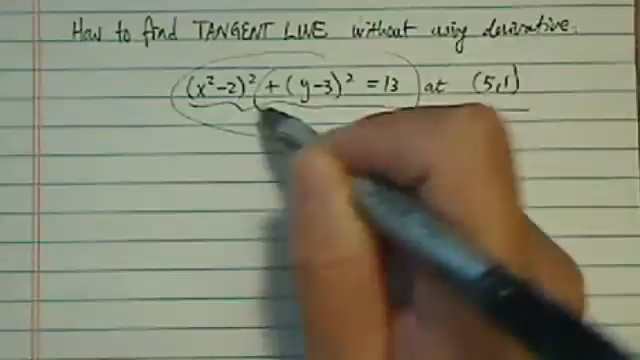 How to find TANGENT LINE without using derivative.
(x²-2)² + (y-3)² = 13 at (5,1)